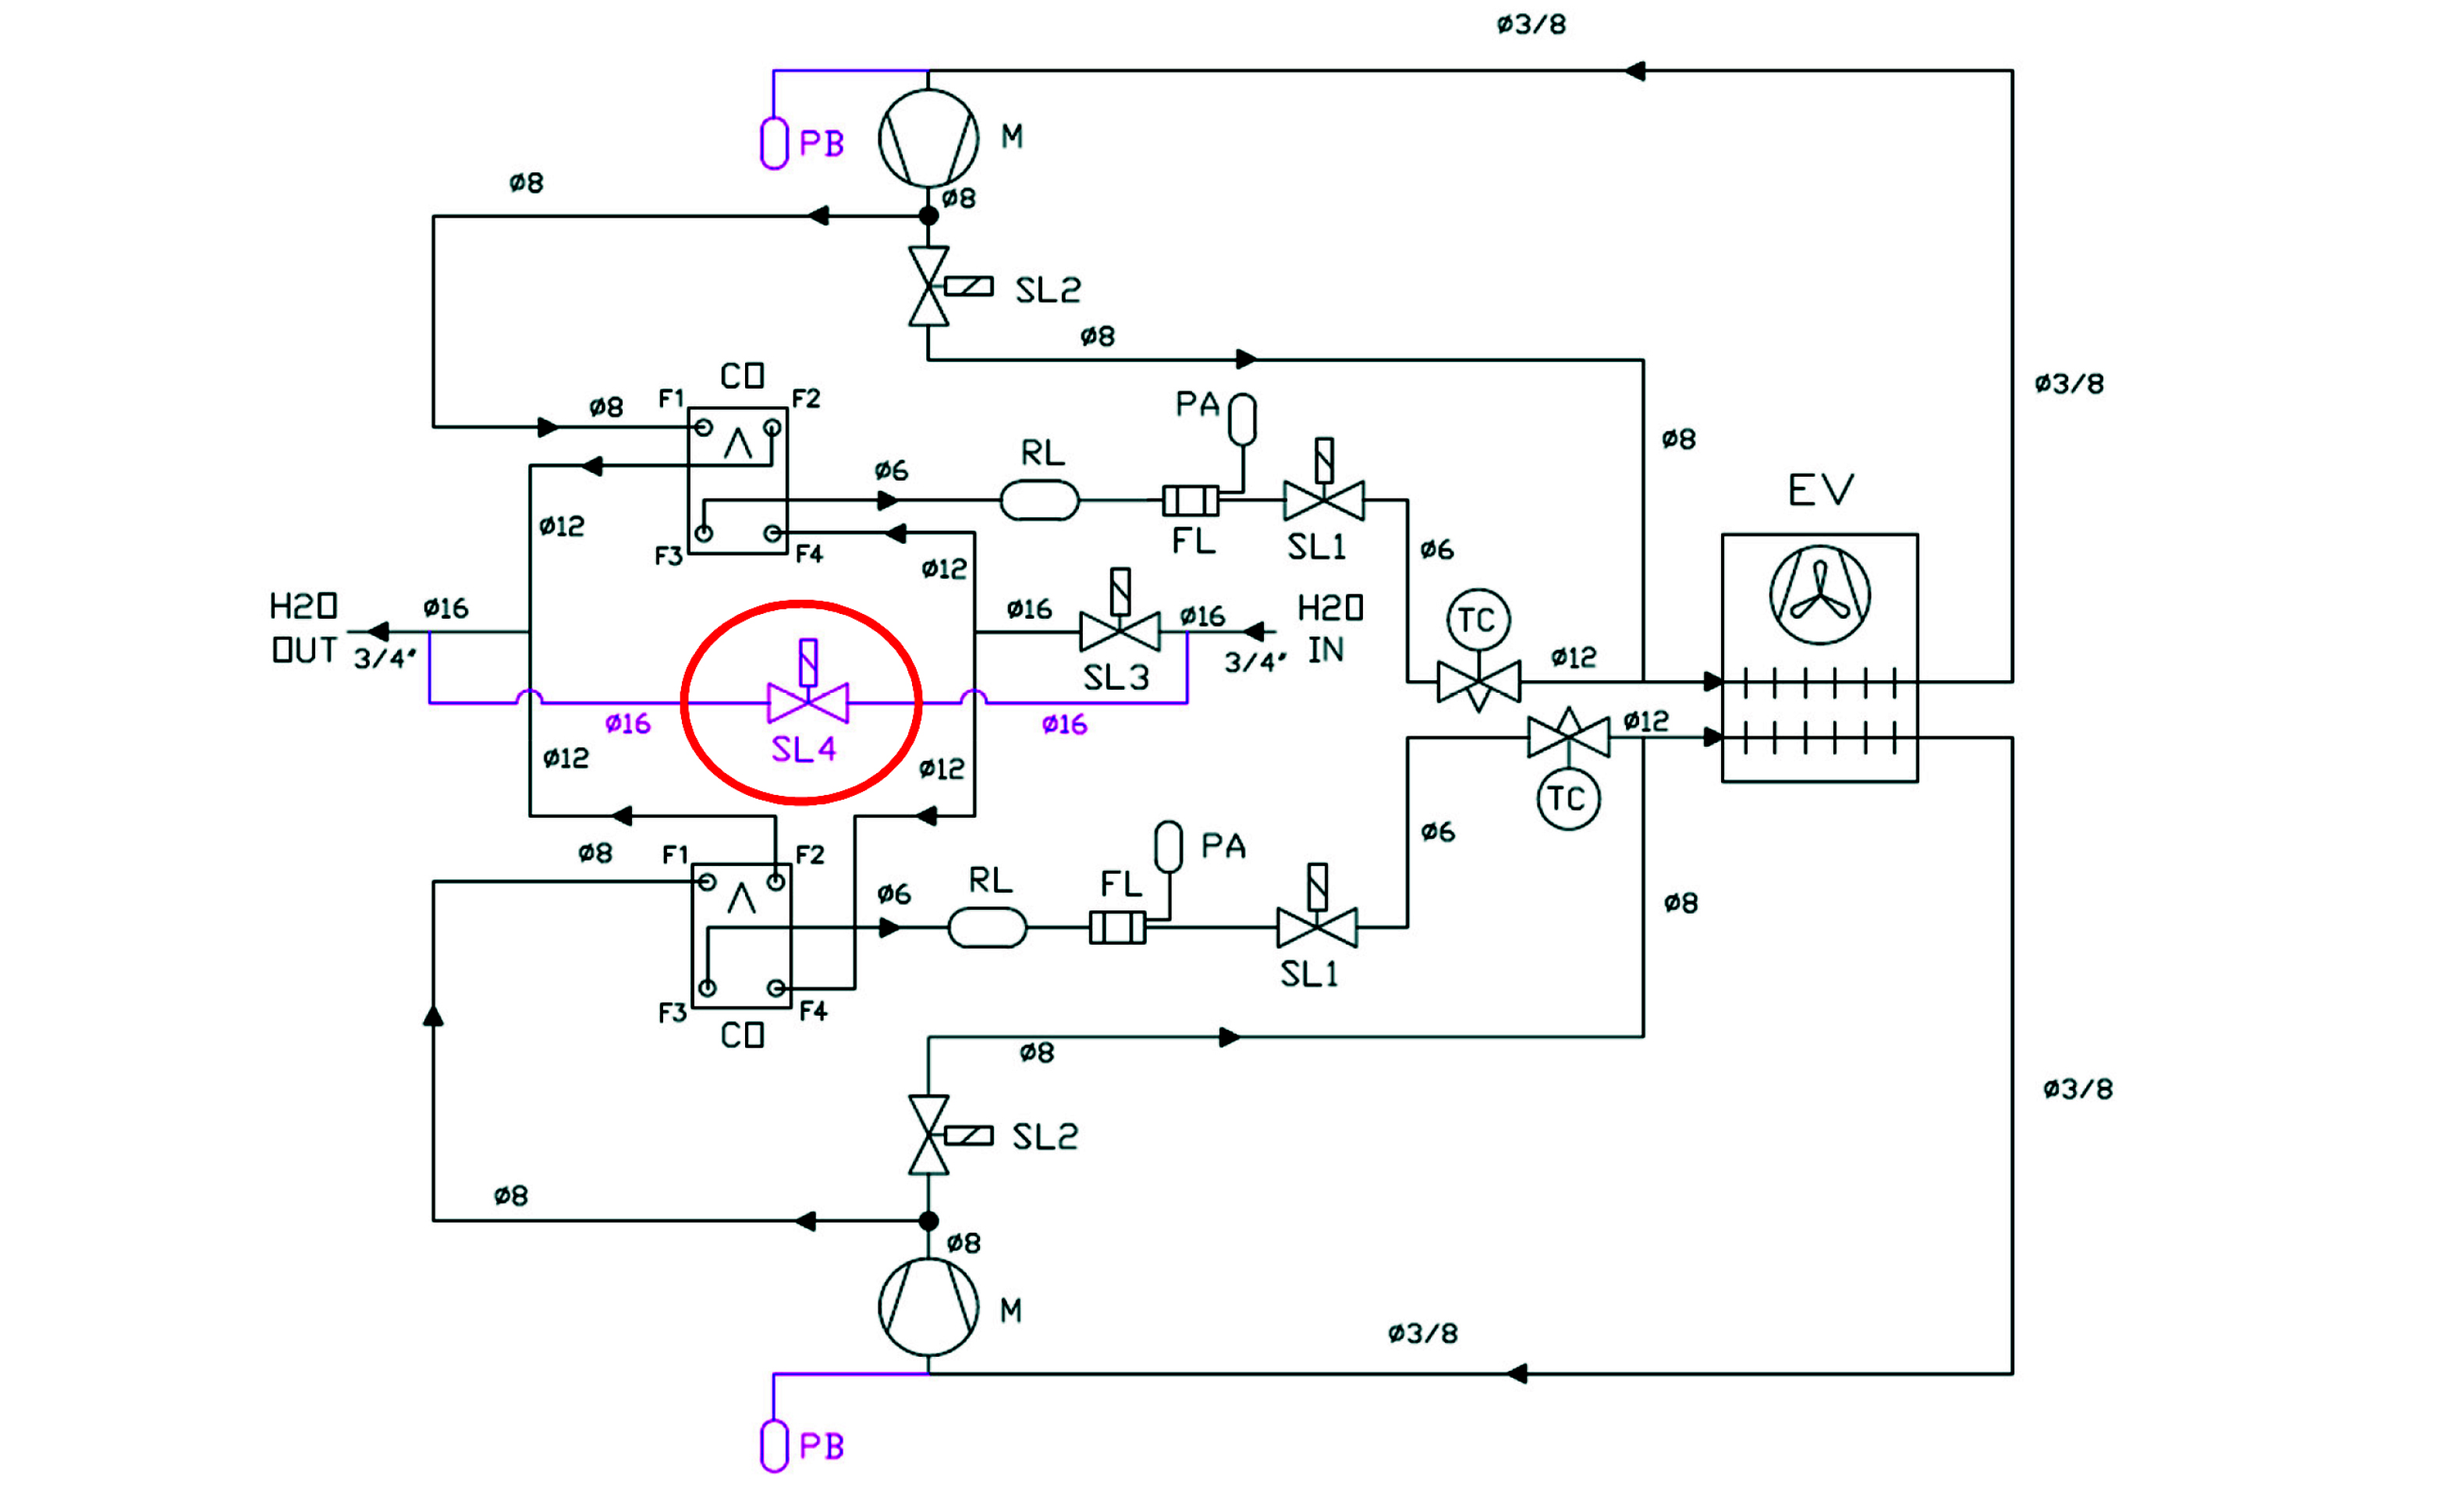 ø3/8
PB
M
ø8
ø8
SL2
ø8
CO
F1
F2
ø8
PA
ø3/8
ø8
RL
ø6
EV
ø12
FL
SL1
F3
F4
ø6
ø12
H2O
OUT
ø16
3/4"
ø16
ø16
H2O
IN
3/4"
SL3
TC
ø12
ø16
SL4
ø16
ø12
ø12
ø12
TC
ø8
F1
F2
PA
ø6
RL
FL
ø6
ø8
SL1
F3
F4
CO
ø8
ø3/8
SL2
ø8
ø8
M
ø3/8
PB